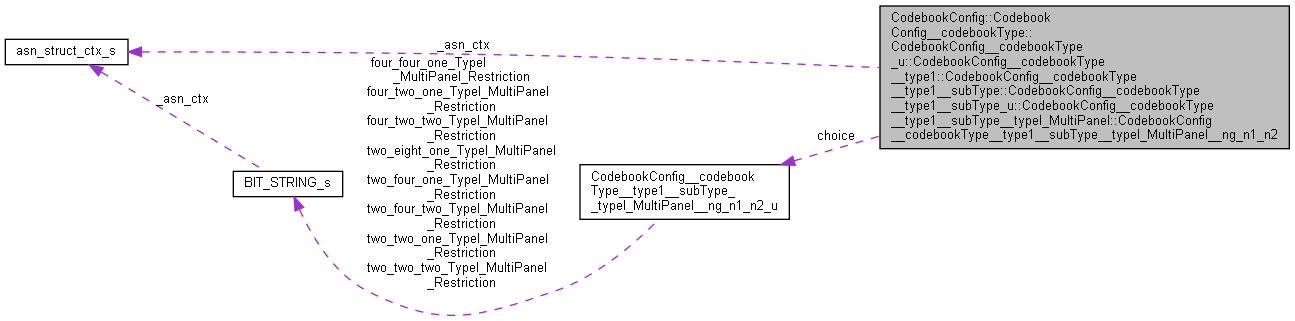 CodebookConfig::Codebook
Config__codebookType::
CodebookConfig__codebookType
_u::CodebookConfig__codebookType
__type1::CodebookConfig__codebookType
__type1__subType::CodebookConfig__codebookType
__type1__subType_u::CodebookConfig__codebookType
__type1__subType__typeI_MultiPanel::CodebookConfig
__codebookType__type1__subType__typeI_MultiPanel__ng_n1_n2
asn_struct_ctx_s
_asn_ctx
four_four_one_TypeI
_MultiPanel_Restriction
four_two_one_TypeI_MultiPanel
_Restriction
four_two_two_TypeI_MultiPanel
_Restriction
two_eight_one_TypeI_MultiPanel
_Restriction
two_four_one_TypeI_MultiPanel
_Restriction
two_four_two_TypeI_MultiPanel
_Restriction
two_two_one_TypeI_MultiPanel
_Restriction
two_two_two_TypeI_MultiPanel
_Restriction
_asn_ctx
choice
BIT_STRING_s
CodebookConfig__codebook
Type__type1__subType_
_typeI_MultiPanel__ng_n1_n2_u